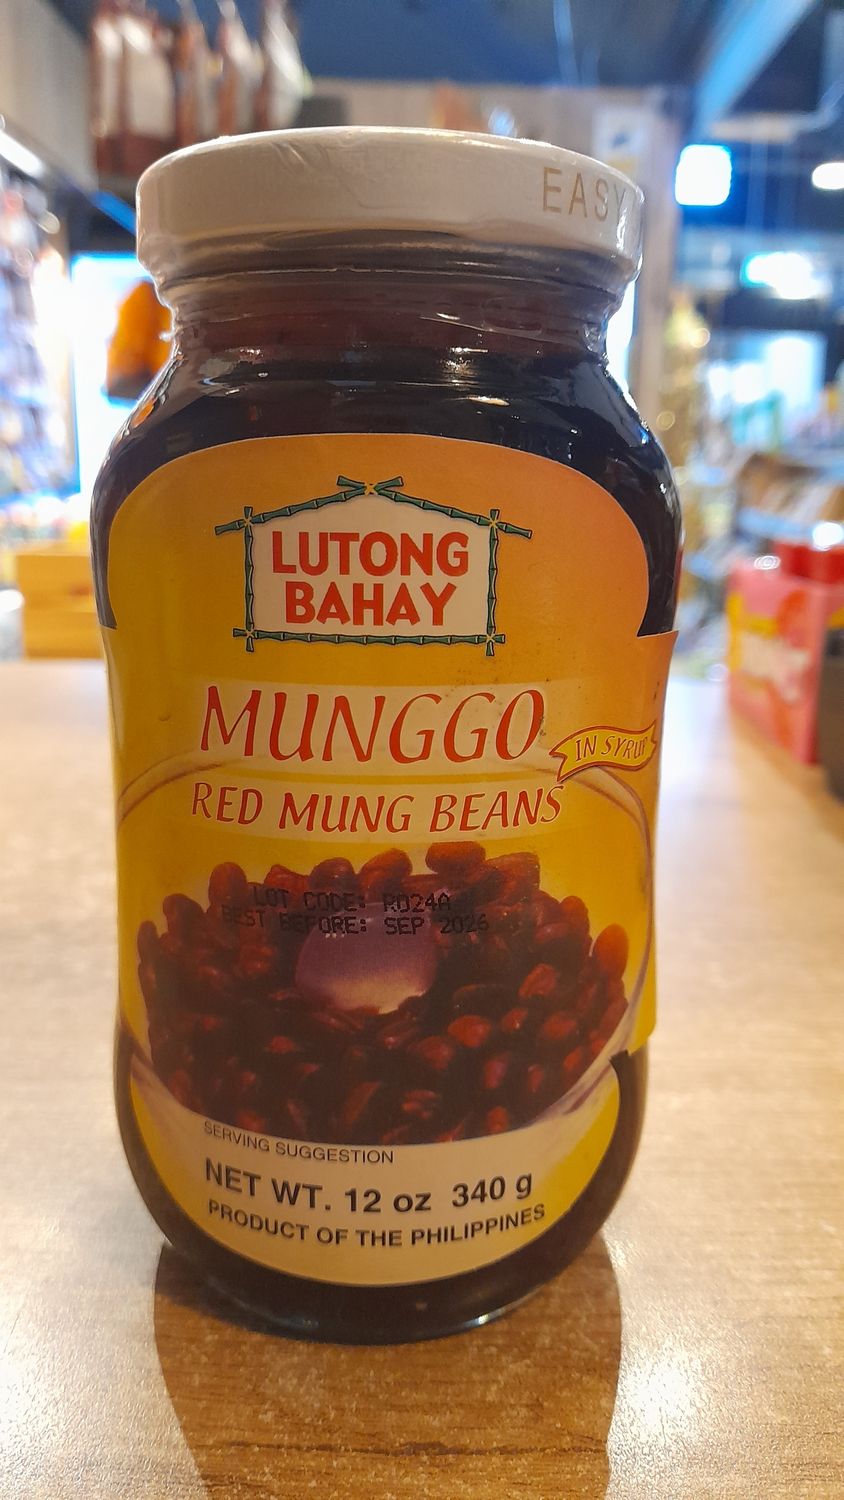 EASY
LUTONG
BAHAY
MUNGGO
IN SYRUP
RED MUNG BEANS
LOT CODE: R024A
BEST BEFORE: SEP 2026
SERVING SUGGESTION
NET WT. 12 oz 340 g
PRODUCT OF THE PHILIPPINES